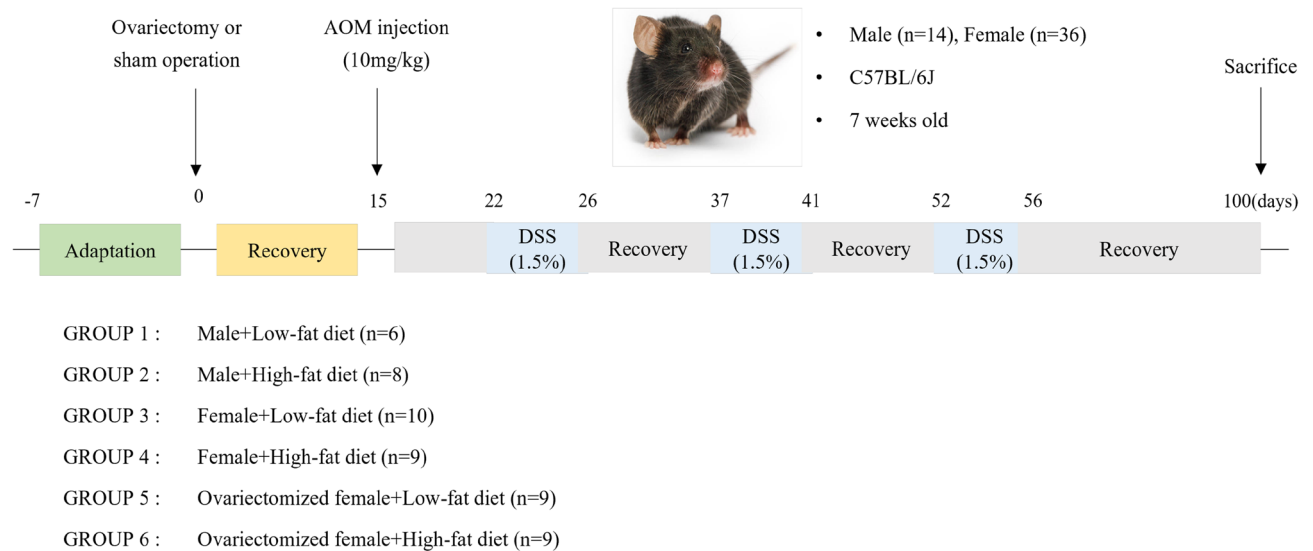 Ovariectomy or
sham operation
AOM injection
(10mg/kg)
• Male (n=14), Female (n=36)
• C57BL/6J
• 7 weeks old
Sacrifice
-7 0 15 22 26 37 41 52 56 100(days)
Adaptation Recovery DSS (1.5%) Recovery DSS (1.5%) Recovery DSS (1.5%) Recovery
GROUP 1 : Male+Low-fat diet (n=6)
GROUP 2 : Male+High-fat diet (n=8)
GROUP 3 : Female+Low-fat diet (n=10)
GROUP 4 : Female+High-fat diet (n=9)
GROUP 5 : Ovariectomized female+Low-fat diet (n=9)
GROUP 6 : Ovariectomized female+High-fat diet (n=9)